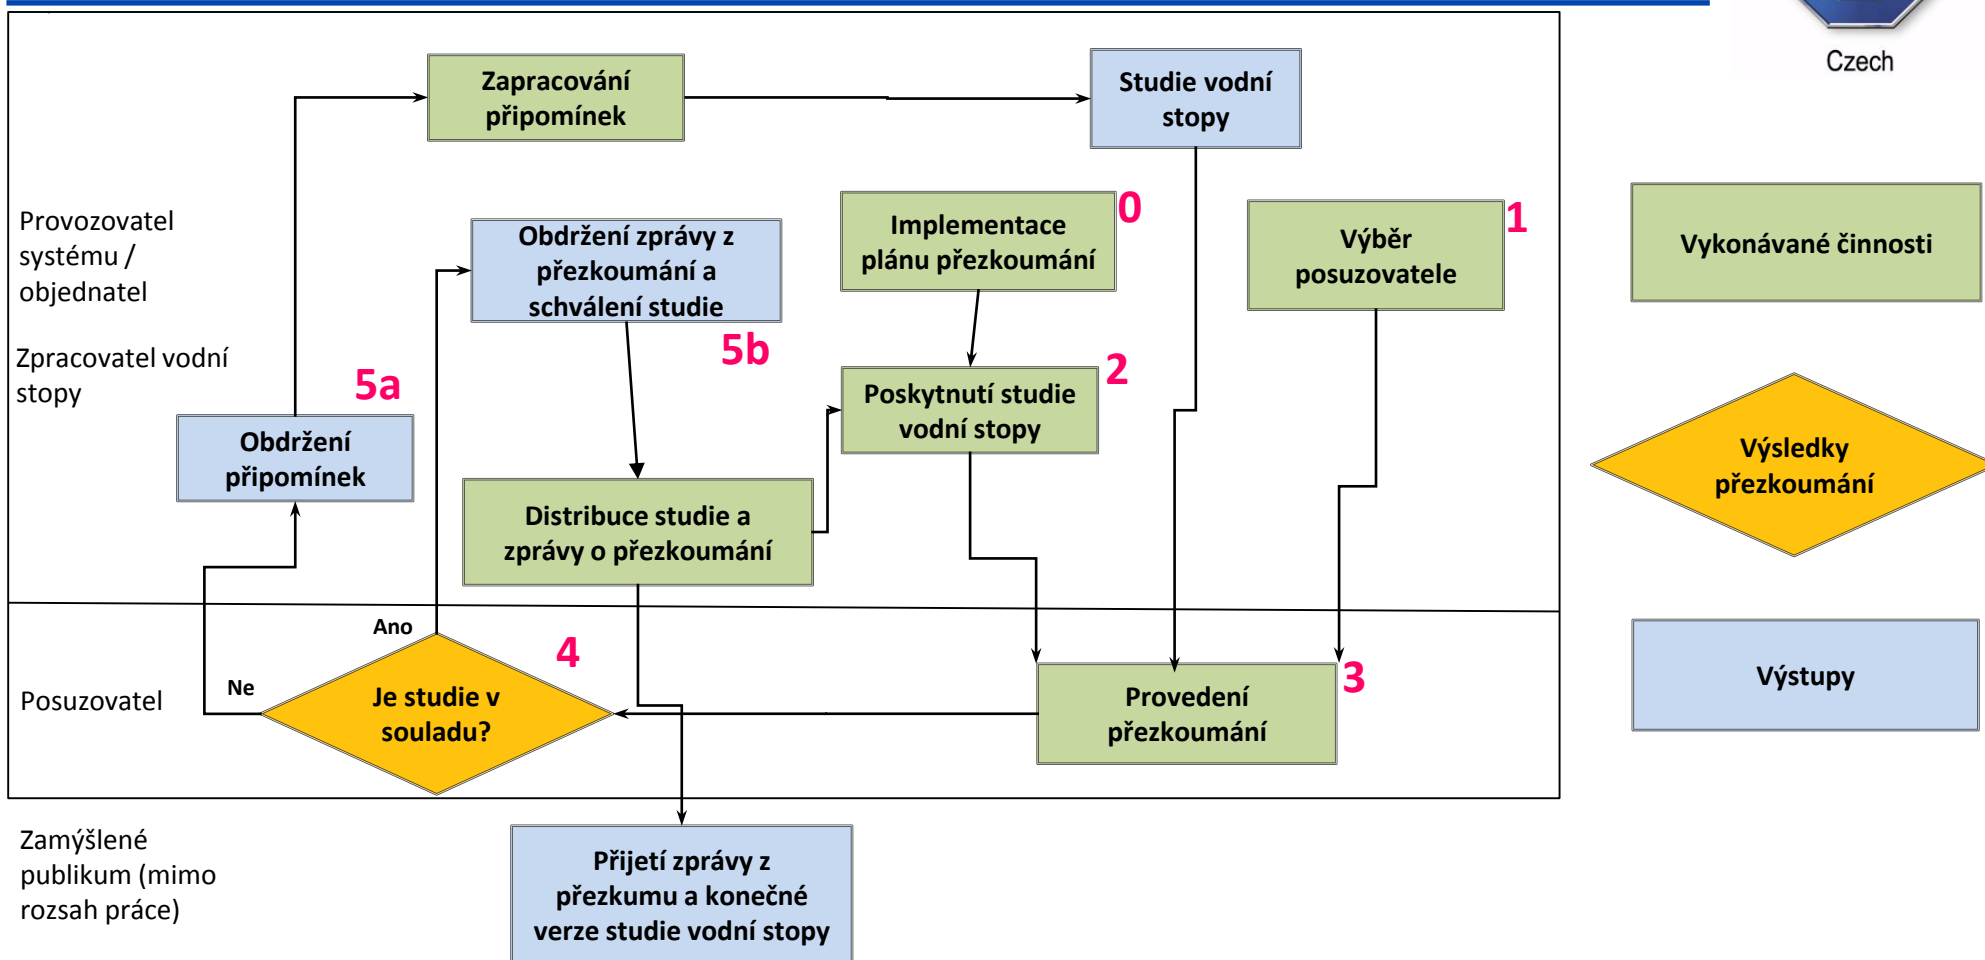 Czech
Zapracování
připomínek
Studie vodní
stopy
Provozovatel
systému /
objednatel
Zpracovatel vodní
stopy
Obdržení zprávy z
přezkoumání a
schválení studie
5b
Implementace
plánu přezkoumání
0
Výběr
posuzovatele
1
Vykonávané činnosti
5a
Obdržení
připomínek
Poskytnutí studie
vodní stopy
2
Distribuce studie a
zprávy o přezkoumání
Výsledky
přezkoumání
Posuzovatel
Ne
Ano
Je studie v
souladu?
4
Provedení
přezkoumání
3
Výstupy
Zamýšlené
publikum (mimo
rozsah práce)
Přijetí zprávy z
přezkumu a konečné
verze studie vodní stopy